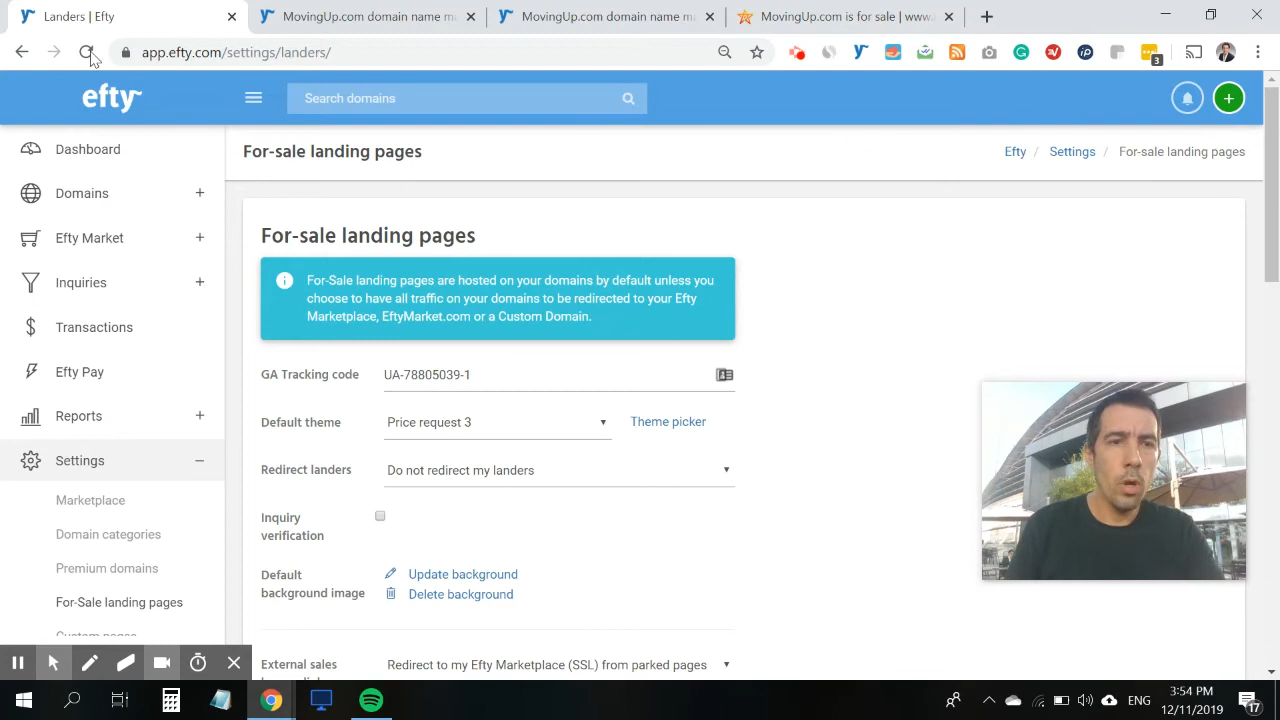 Landers | Efty
MovingUp.com domain name ma
MovingUp.com domain name ma
MovingUp.com is for sale | www.
app.efty.com/settings/landers/
3
efty
Search domains
Dashboard
Domains
Efty Market
Inquiries
Transactions
Efty Pay
Reports
Settings
Marketplace
Domain categories
Premium domains
For-Sale landing pages
Custom pages
For-sale landing pages
Efty / Settings / For-sale landing pages
For-sale landing pages
For-Sale landing pages are hosted on your domains by default unless you
choose to have all traffic on your domains to be redirected to your Efty
Marketplace, EftyMarket.com or a Custom Domain.
GA Tracking code UA-78805039-1
Default theme Price request 3 Theme picker
Redirect landers Do not redirect my landers
Inquiry
verification
Default
background image
Update background
Delete background
External sales
Redirect to my Efty Marketplace (SSL) from parked pages
ENG
3:54 PM
12/11/2019
17